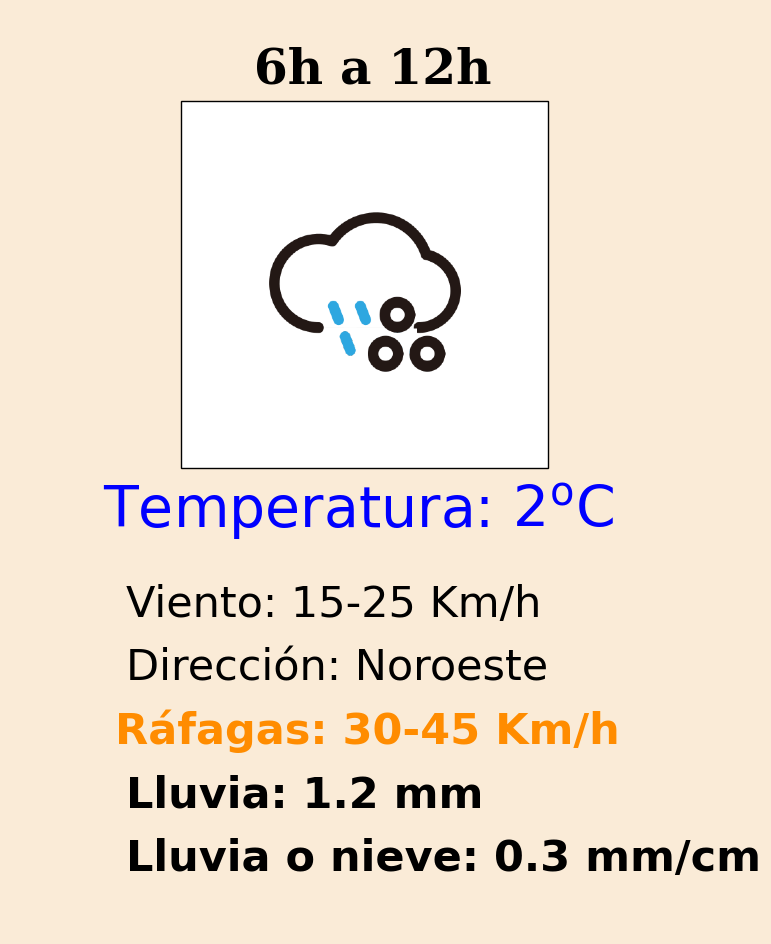 6h a 12h
Temperatura: 2ºC
Viento: 15-25 Km/h
Dirección: Noroeste
Ráfagas: 30-45 Km/h
Lluvia: 1.2 mm
Lluvia o nieve: 0.3 mm/cm